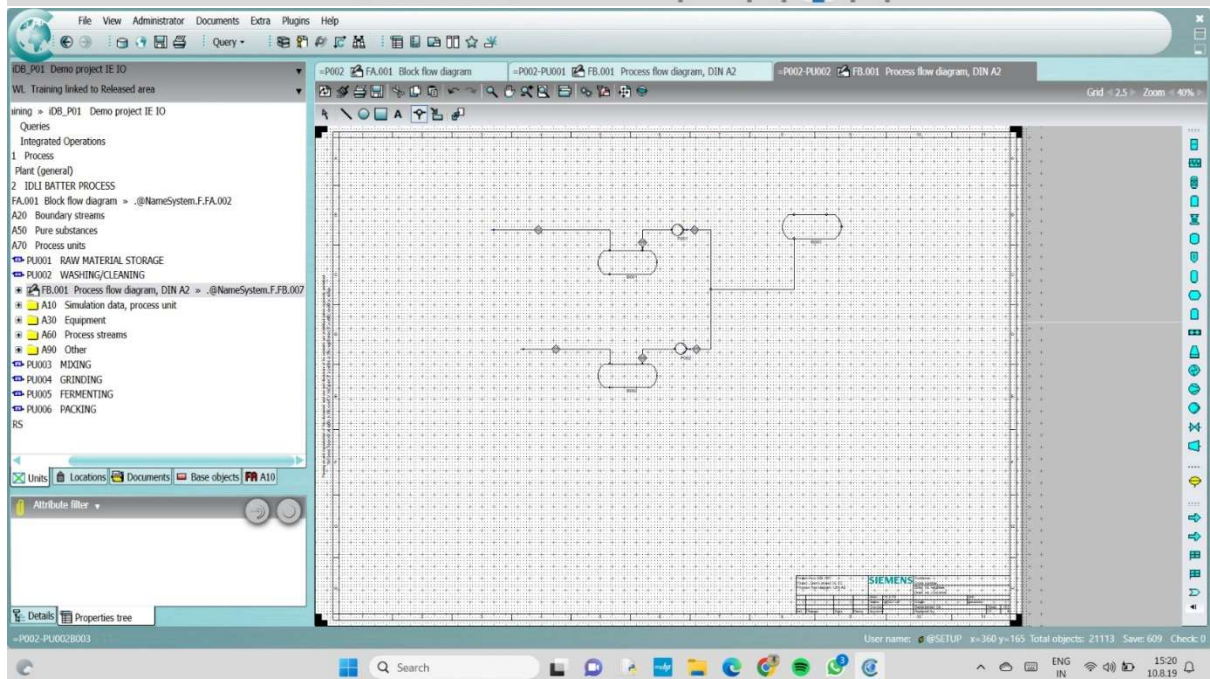 File View Administrator Documents Extra Plugins Help
Query
iDB_P01 Demo project IE IO
WL Training linked to Released area
ining » iDB_P01 Demo project IE IO
Queries
Integrated Operations
1 Process
Plant (general)
2 IDLI BATTER PROCESS
FA.001 Block flow diagram » .@NameSystem.F.FA.002
A20 Boundary streams
A50 Pure substances
A70 Process units
PU001 RAW MATERIAL STORAGE
PU002 WASHING/CLEANING
FB.001 Process flow diagram, DIN A2 » .@NameSystem.F.FB.007
A10 Simulation data, process unit
A30 Equipment
A60 Process streams
A90 Other
PU003 MIXING
PU004 GRINDING
PU005 FERMENTING
PU006 PACKING
RS
Units Locations Documents Base objects FA A10
Attribute filter
Details Properties tree
=P002 FA.001 Block flow diagram
=P002-PU001 FB.001 Process flow diagram, DIN A2
=P002-PU002 FB.001 Process flow diagram, DIN A2
Grid 2.5 Zoom 40%
A
SIEMENS
=P002-PU002B003
User name: @SETUP x=360 y=165 Total objects: 21113 Save: 609 Check: 0
Search
ENG
IN
15:20
10.8.19